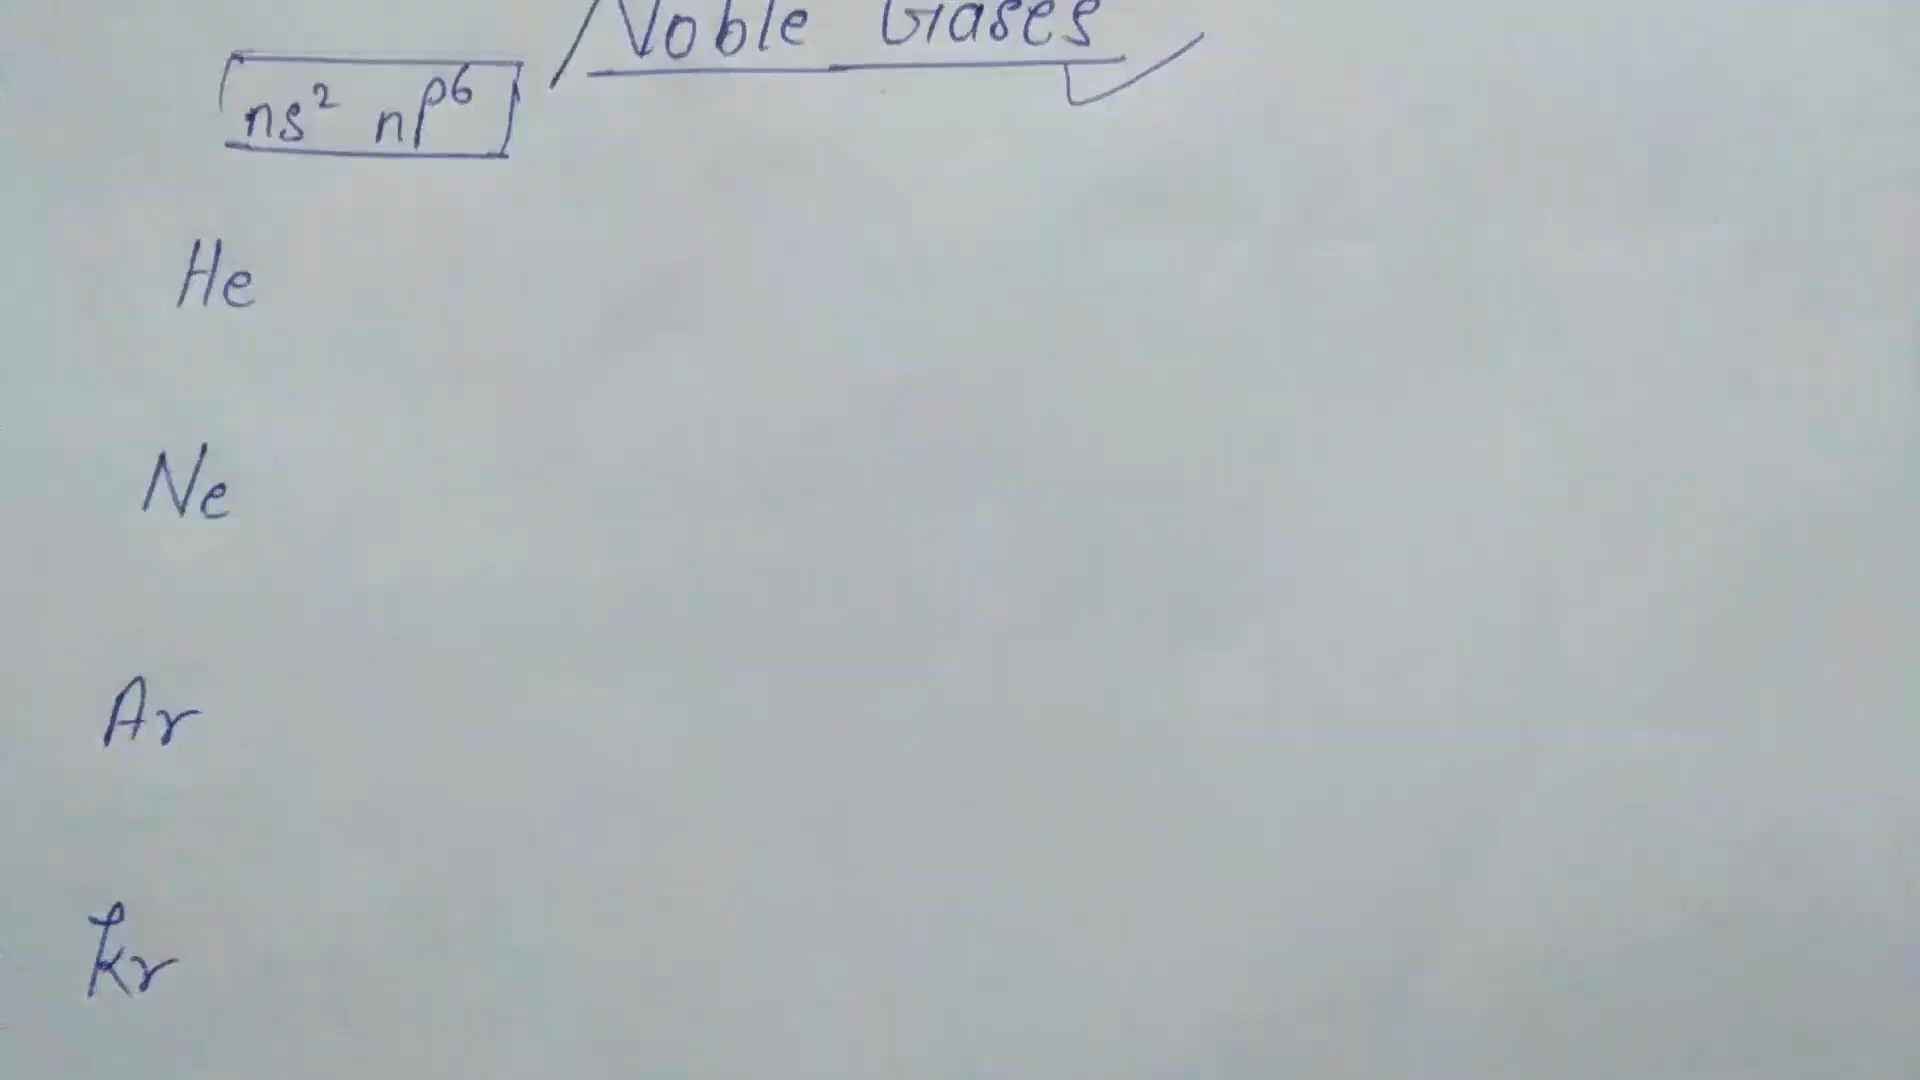 Noble Gases
ns² np⁶
He
Ne
Ar
Kr